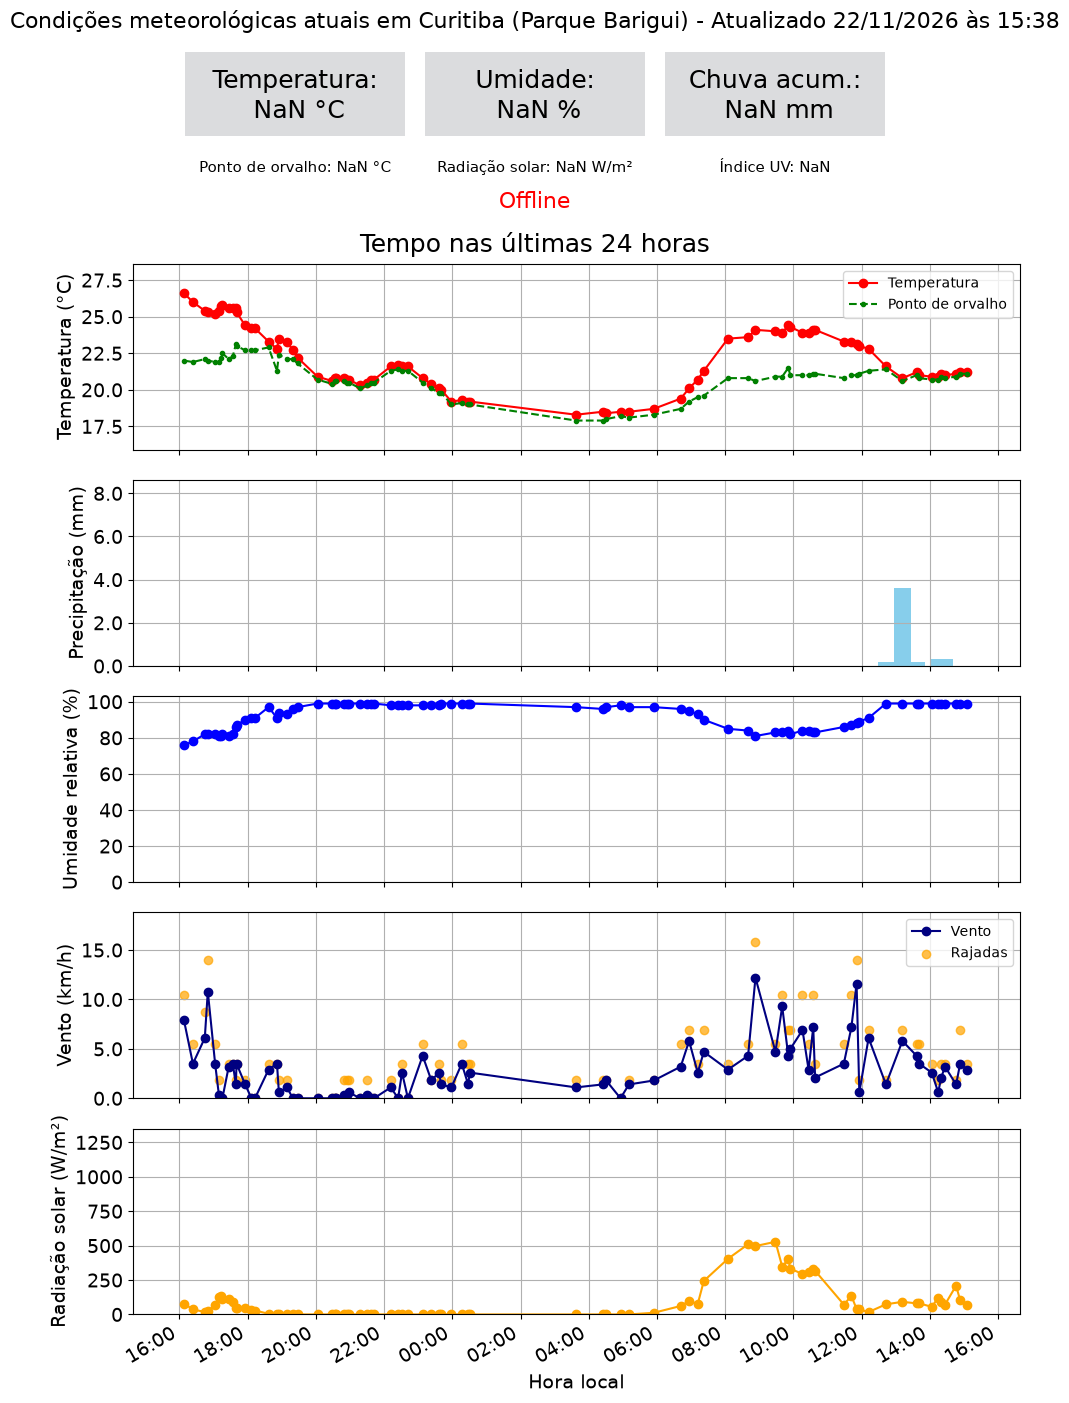 Condições meteorológicas atuais em Curitiba (Parque Barigui) - Atualizado 22/11/2026 às 15:38
Temperatura:
NaN °C
Umidade:
NaN %
Chuva acum.:
NaN mm
Ponto de orvalho: NaN °C
Radiação solar: NaN W/m²
Índice UV: NaN
Offline
Tempo nas últimas 24 horas
Temperatura (°C)
27.5
25.0
22.5
20.0
17.5
Temperatura
Ponto de orvalho
Precipitação (mm)
8.0
6.0
4.0
2.0
0.0
Umidade relativa (%)
100
80
60
40
20
0
Vento (km/h)
15.0
10.0
5.0
0.0
Vento
Rajadas
Radiação solar (W/m²)
1250
1000
750
500
250
0
16:00
18:00
20:00
22:00
00:00
02:00
04:00
06:00
08:00
10:00
12:00
14:00
16:00
Hora local